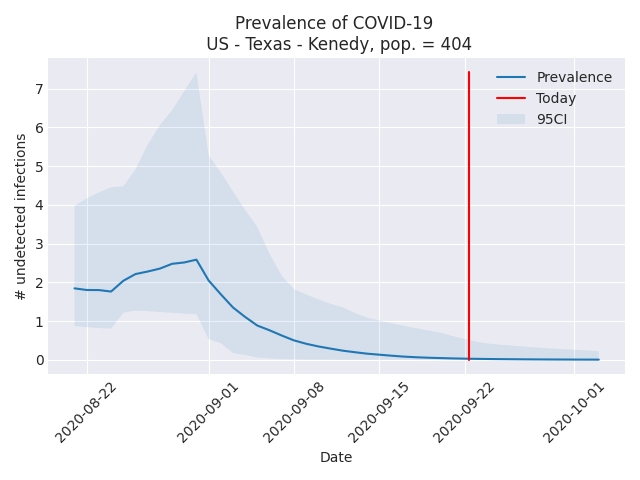 Prevalence of COVID-19
US - Texas - Kenedy, pop. = 404
Prevalence
Today
95CI
# undetected infections
7
6
5
4
3
2
1
0
2020-08-22
2020-09-01
2020-09-08
2020-09-15
2020-09-22
2020-10-01
Date